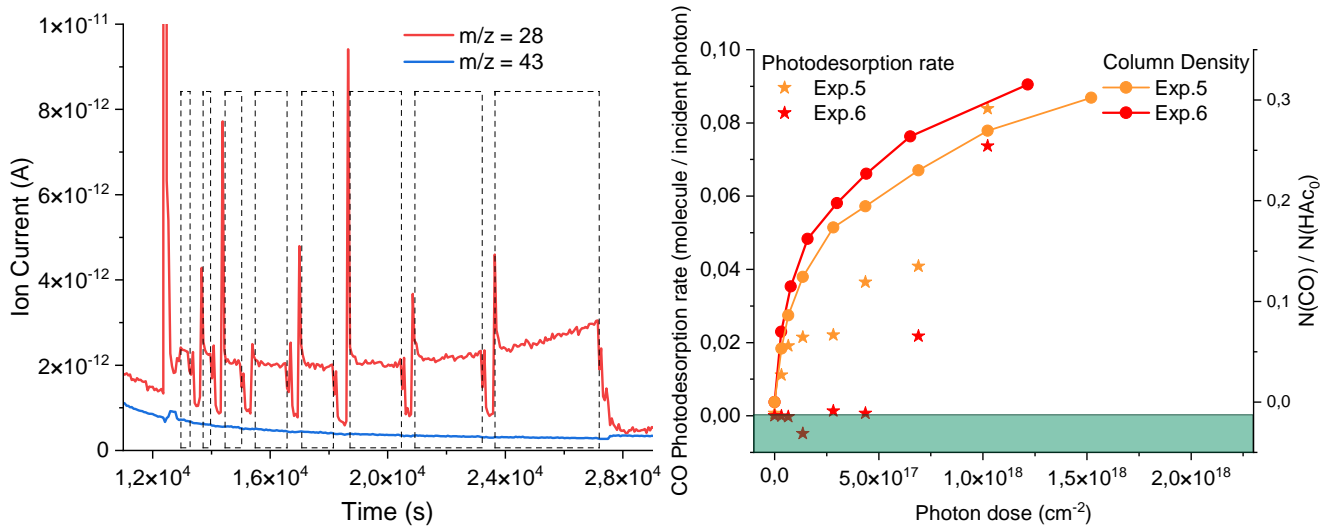 1×10⁻¹¹
8×10⁻¹²
6×10⁻¹²
4×10⁻¹²
2×10⁻¹²
0
Ion Current (A)
m/z = 28
m/z = 43
1,2×10⁴
1,6×10⁴
2,0×10⁴
2,4×10⁴
2,8×10⁴
Time (s)
CO Photodesorption rate (molecule / incident photon)
0,10
0,08
0,06
0,04
0,02
0,00
Photodesorption rate
Exp.5
Exp.6
Column Density
Exp.5
Exp.6
0,3
0,2
0,1
0,0
N(CO) / N(HAc₀)
0,0
5,0×10¹⁷
1,0×10¹⁸
1,5×10¹⁸
2,0×10¹⁸
Photon dose (cm⁻²)